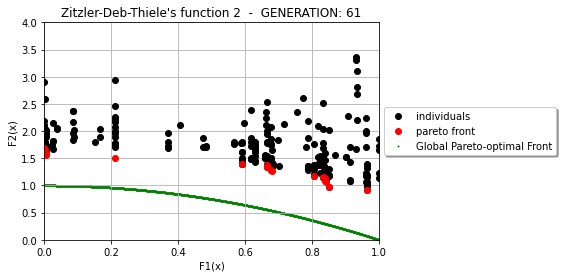 Zitzler-Deb-Thiele's function 2 - GENERATION: 61
4.0
3.5
3.0
2.5
2.0
1.5
1.0
0.5
0.0
F2(x)
0.0 0.2 0.4 0.6 0.8 1.0
F1(x)
individuals
pareto front
Global Pareto-optimal Front